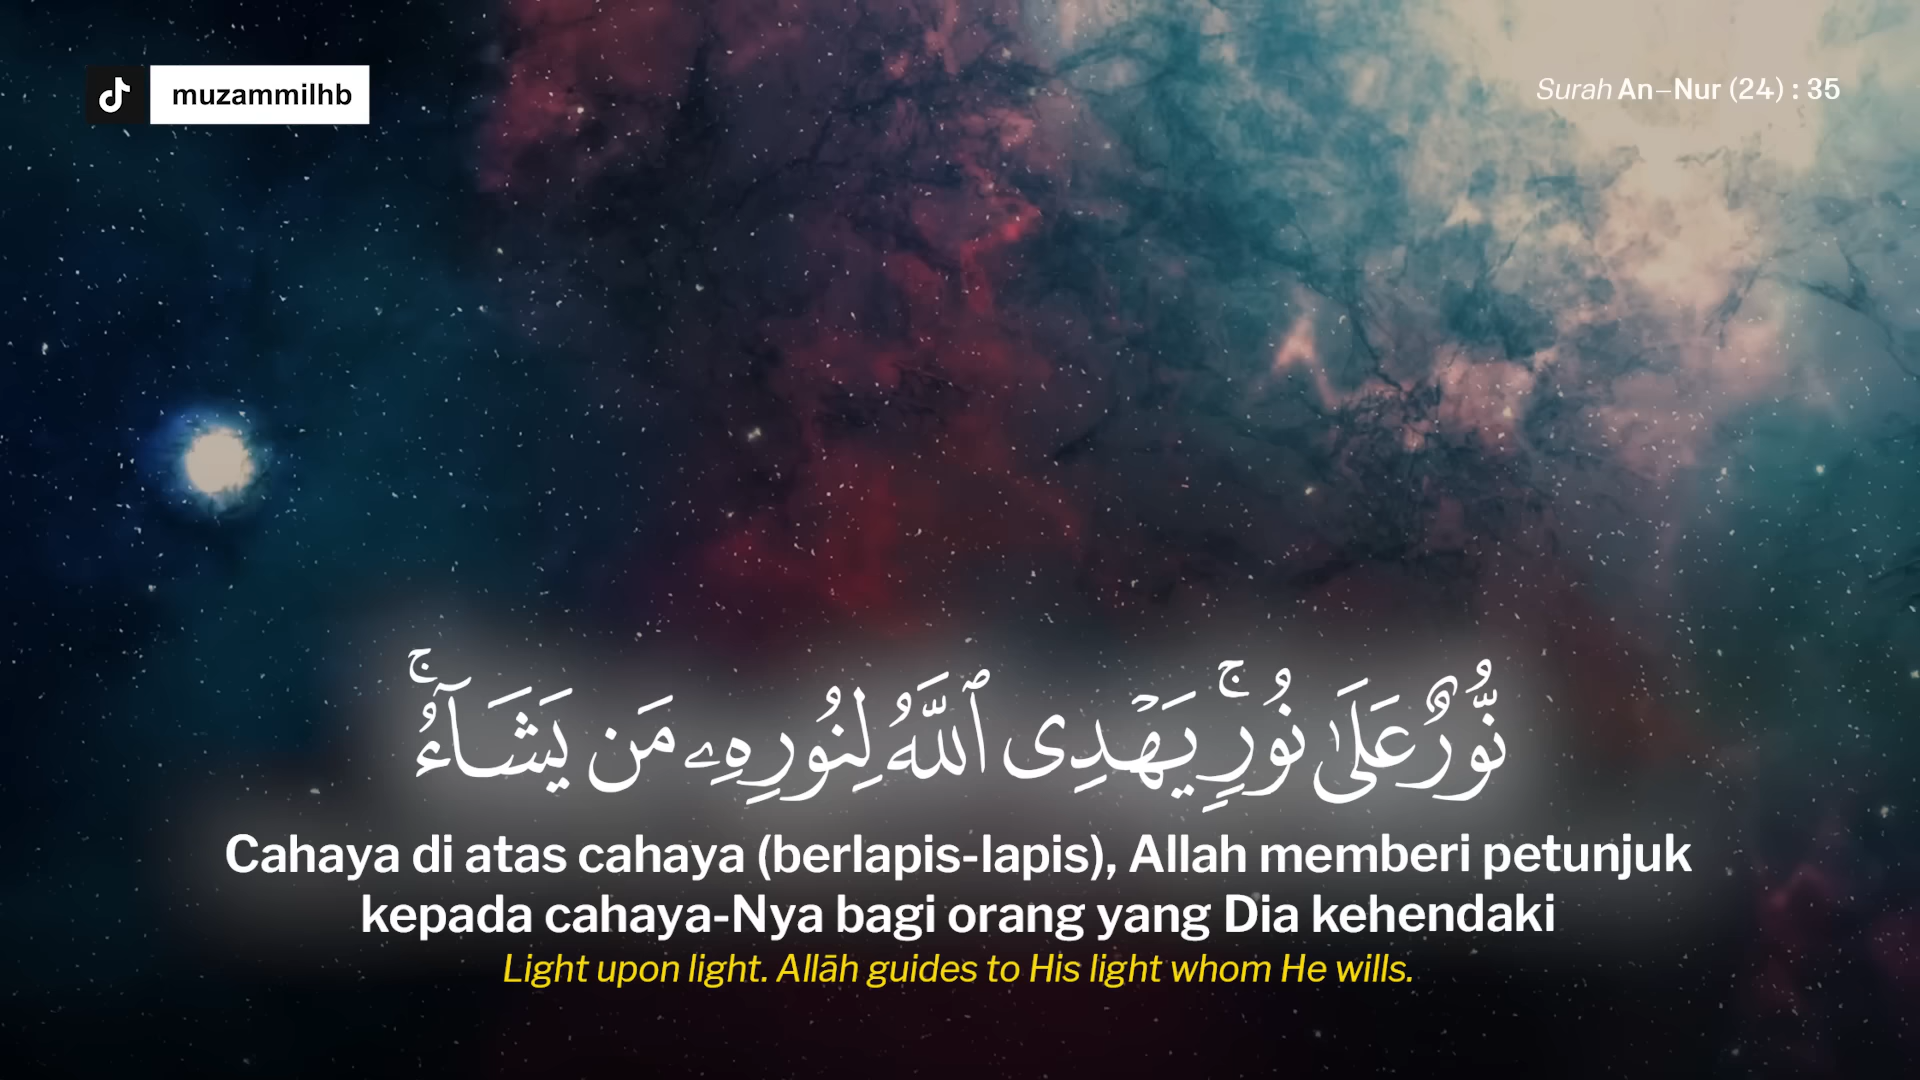 muzammilhb
Surah An–Nur (24) : 35
نُّورٌ عَلَىٰ نُورٍ ۚ يَهْدِى ٱللَّهُ لِنُورِهِۦ مَن يَشَآءُ ۚ
Cahaya di atas cahaya (berlapis-lapis), Allah memberi petunjuk
kepada cahaya-Nya bagi orang yang Dia kehendaki
Light upon light. Allāh guides to His light whom He wills.